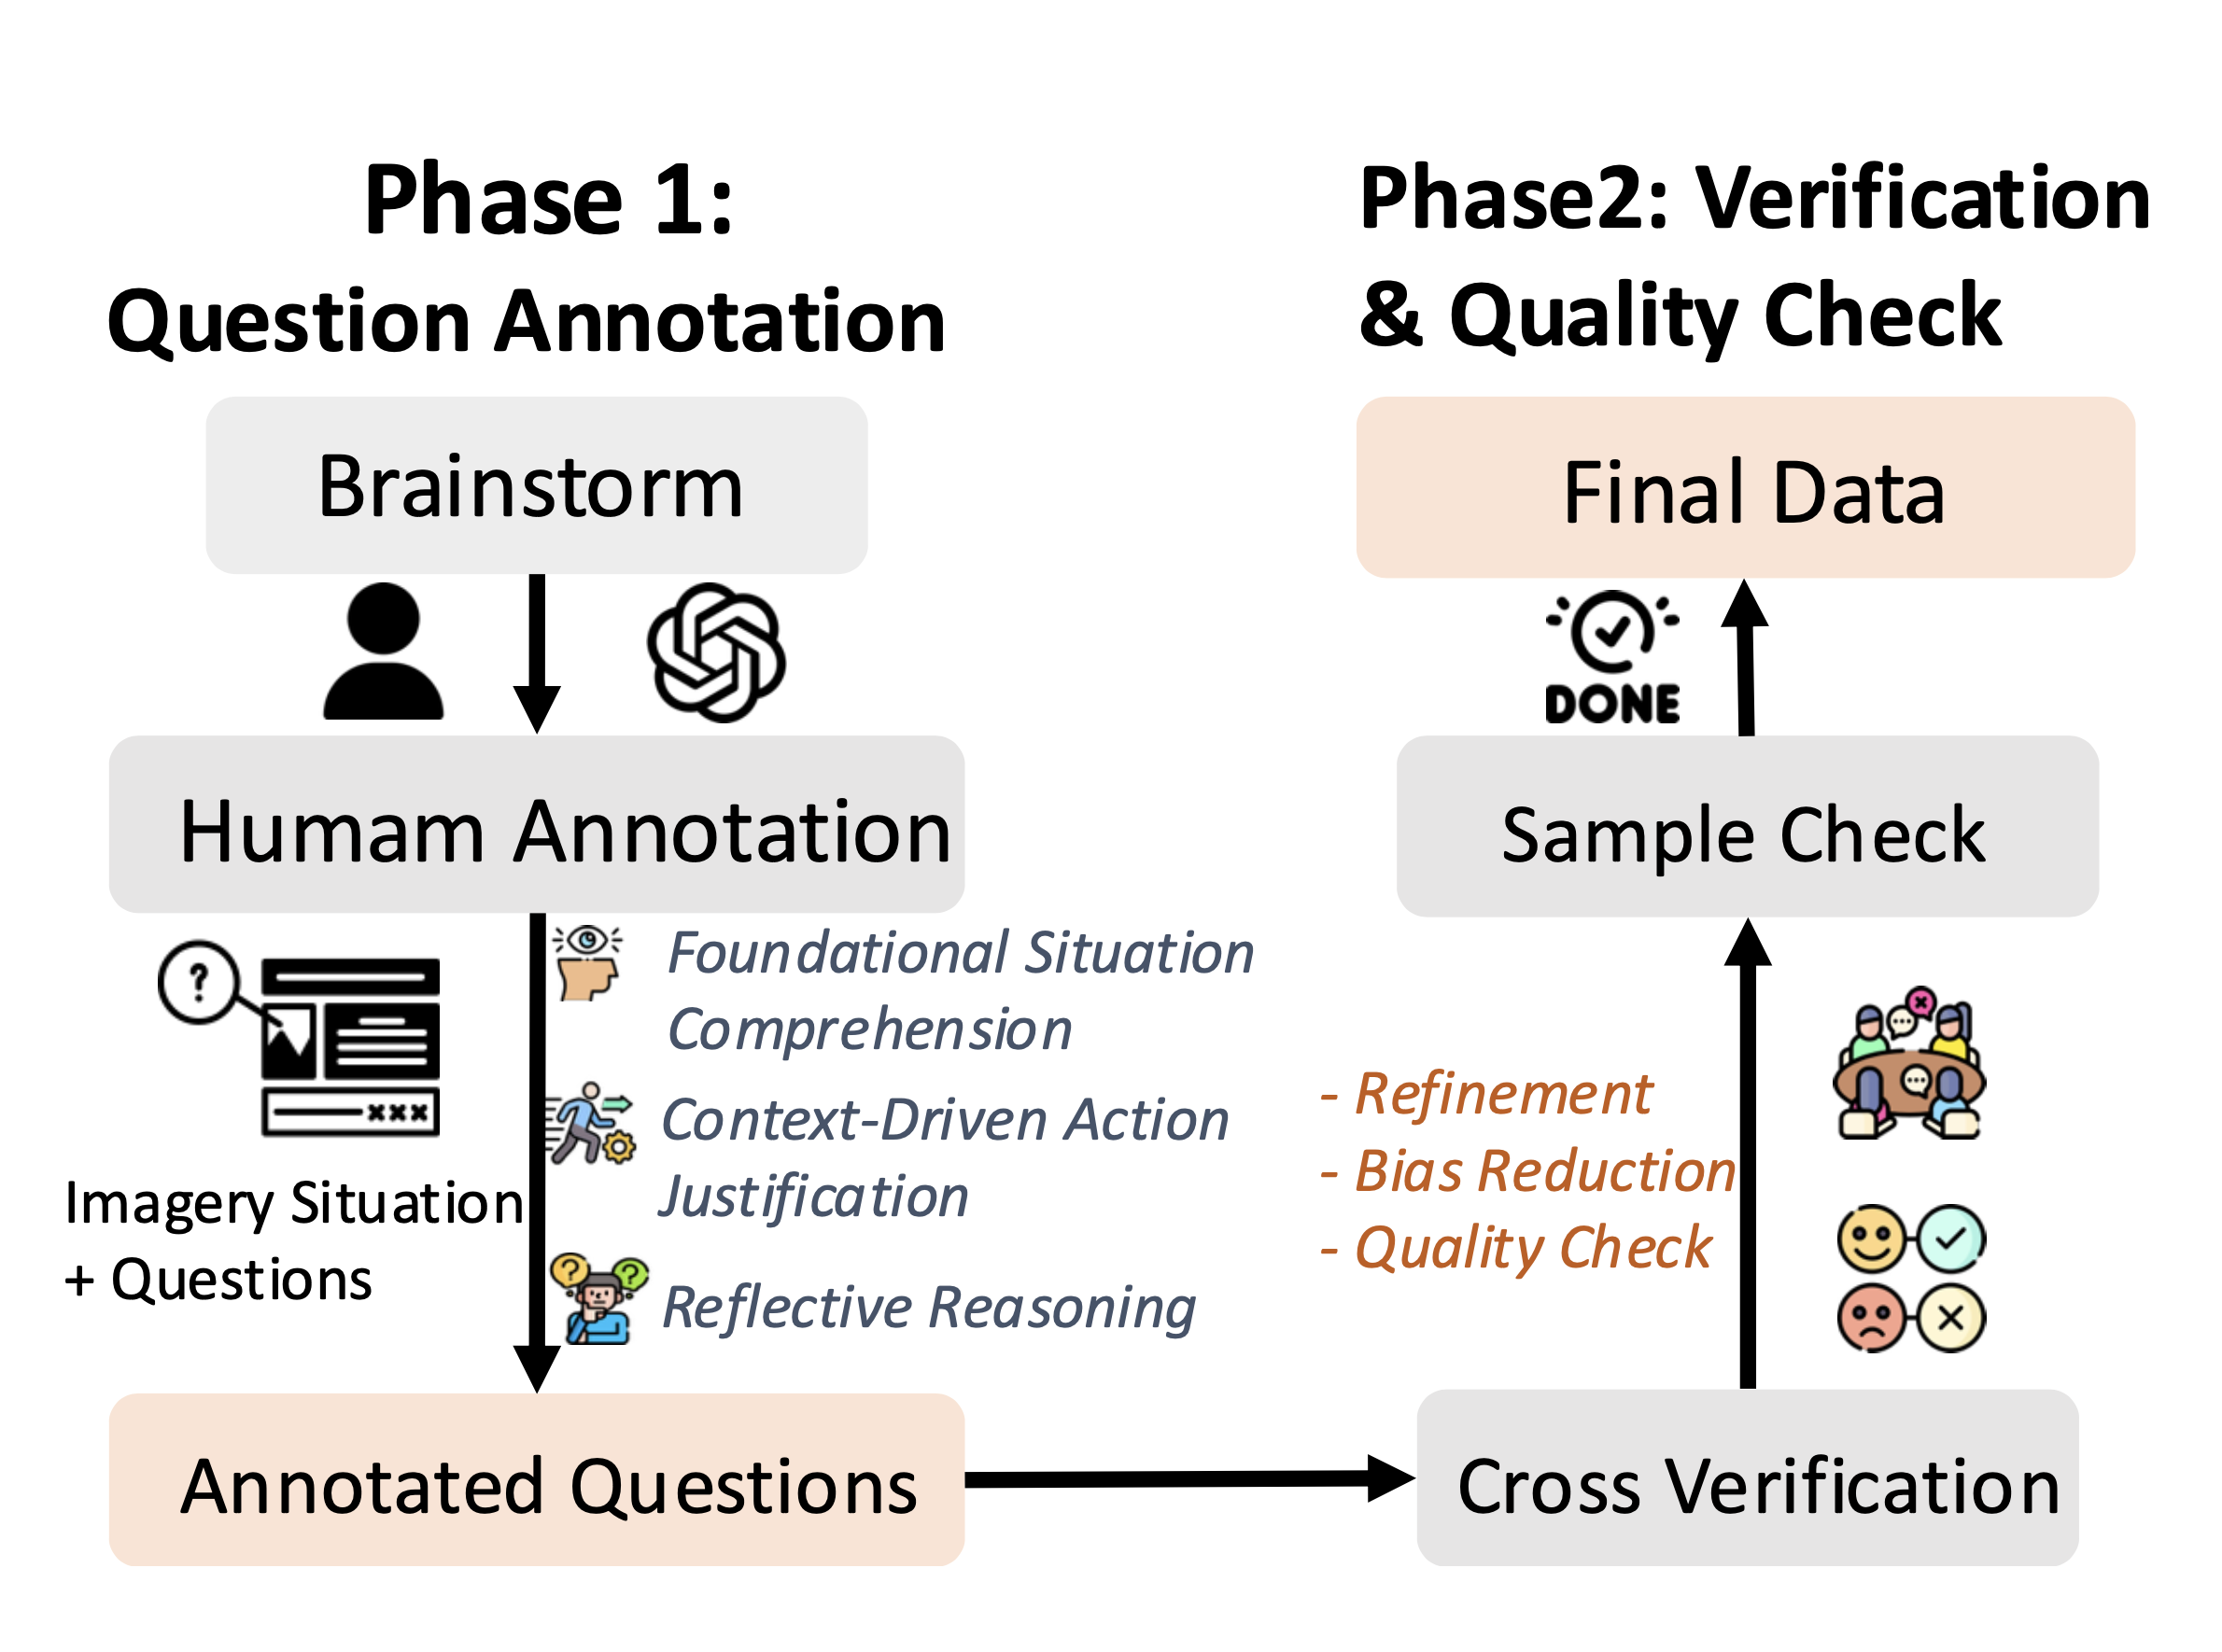 Phase 1:
Question Annotation
Brainstorm
Humam Annotation
Foundational Situation
Comprehension
Context-Driven Action
Justification
Reflective Reasoning
?
×××
? ?
Imagery Situation
+ Questions
Annotated Questions
Phase2: Verification
& Quality Check
Final Data
DONE
Sample Check
- Refinement
- Bias Reduction
- Quality Check
Cross Verification